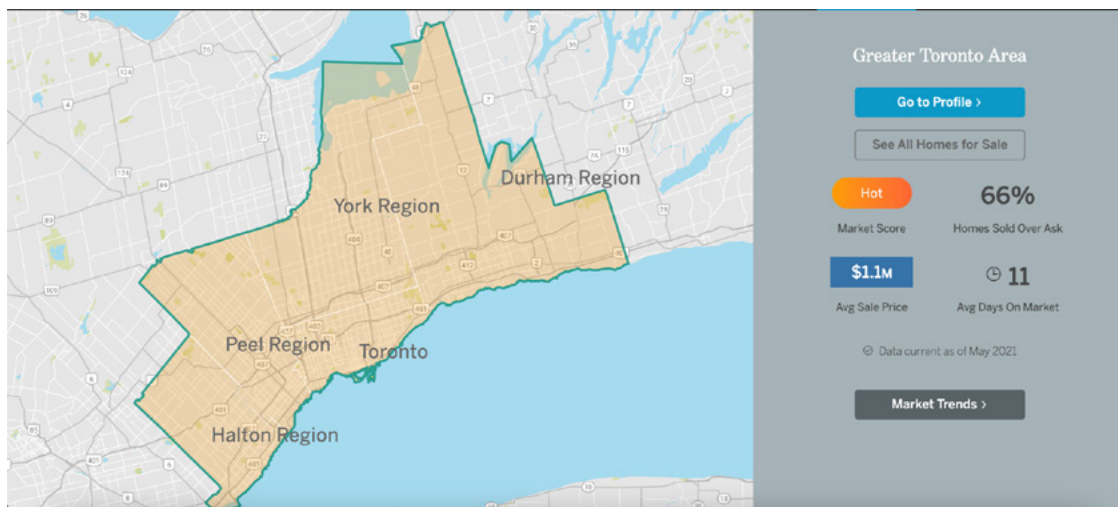 Durham Region
York Region
Peel Region
Toronto
Halton Region
Greater Toronto Area
Go to Profile >
See All Homes for Sale
Hot
66%
Market Score
Homes Sold Over Ask
$1.1M
11
Avg Sale Price
Avg Days On Market
Data current as of May 2021
Market Trends >